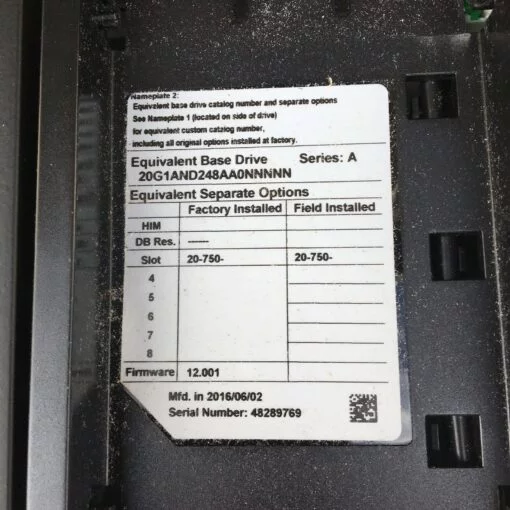 Nameplate 2:
Equivalent base drive catalog number and separate options
See Nameplate 1 (located on side of drive)
for equivalent custom catalog number,
including all original options installed at factory.
Equivalent Base Drive Series: A
20G1AND248AA0NNNNN
Equivalent Separate Options
Factory Installed Field Installed
HIM
DB Res. ------
Slot 20-750- 20-750-
4
5
6
7
8
Firmware 12.001
Mfd. in 2016/06/02
Serial Number: 48289769